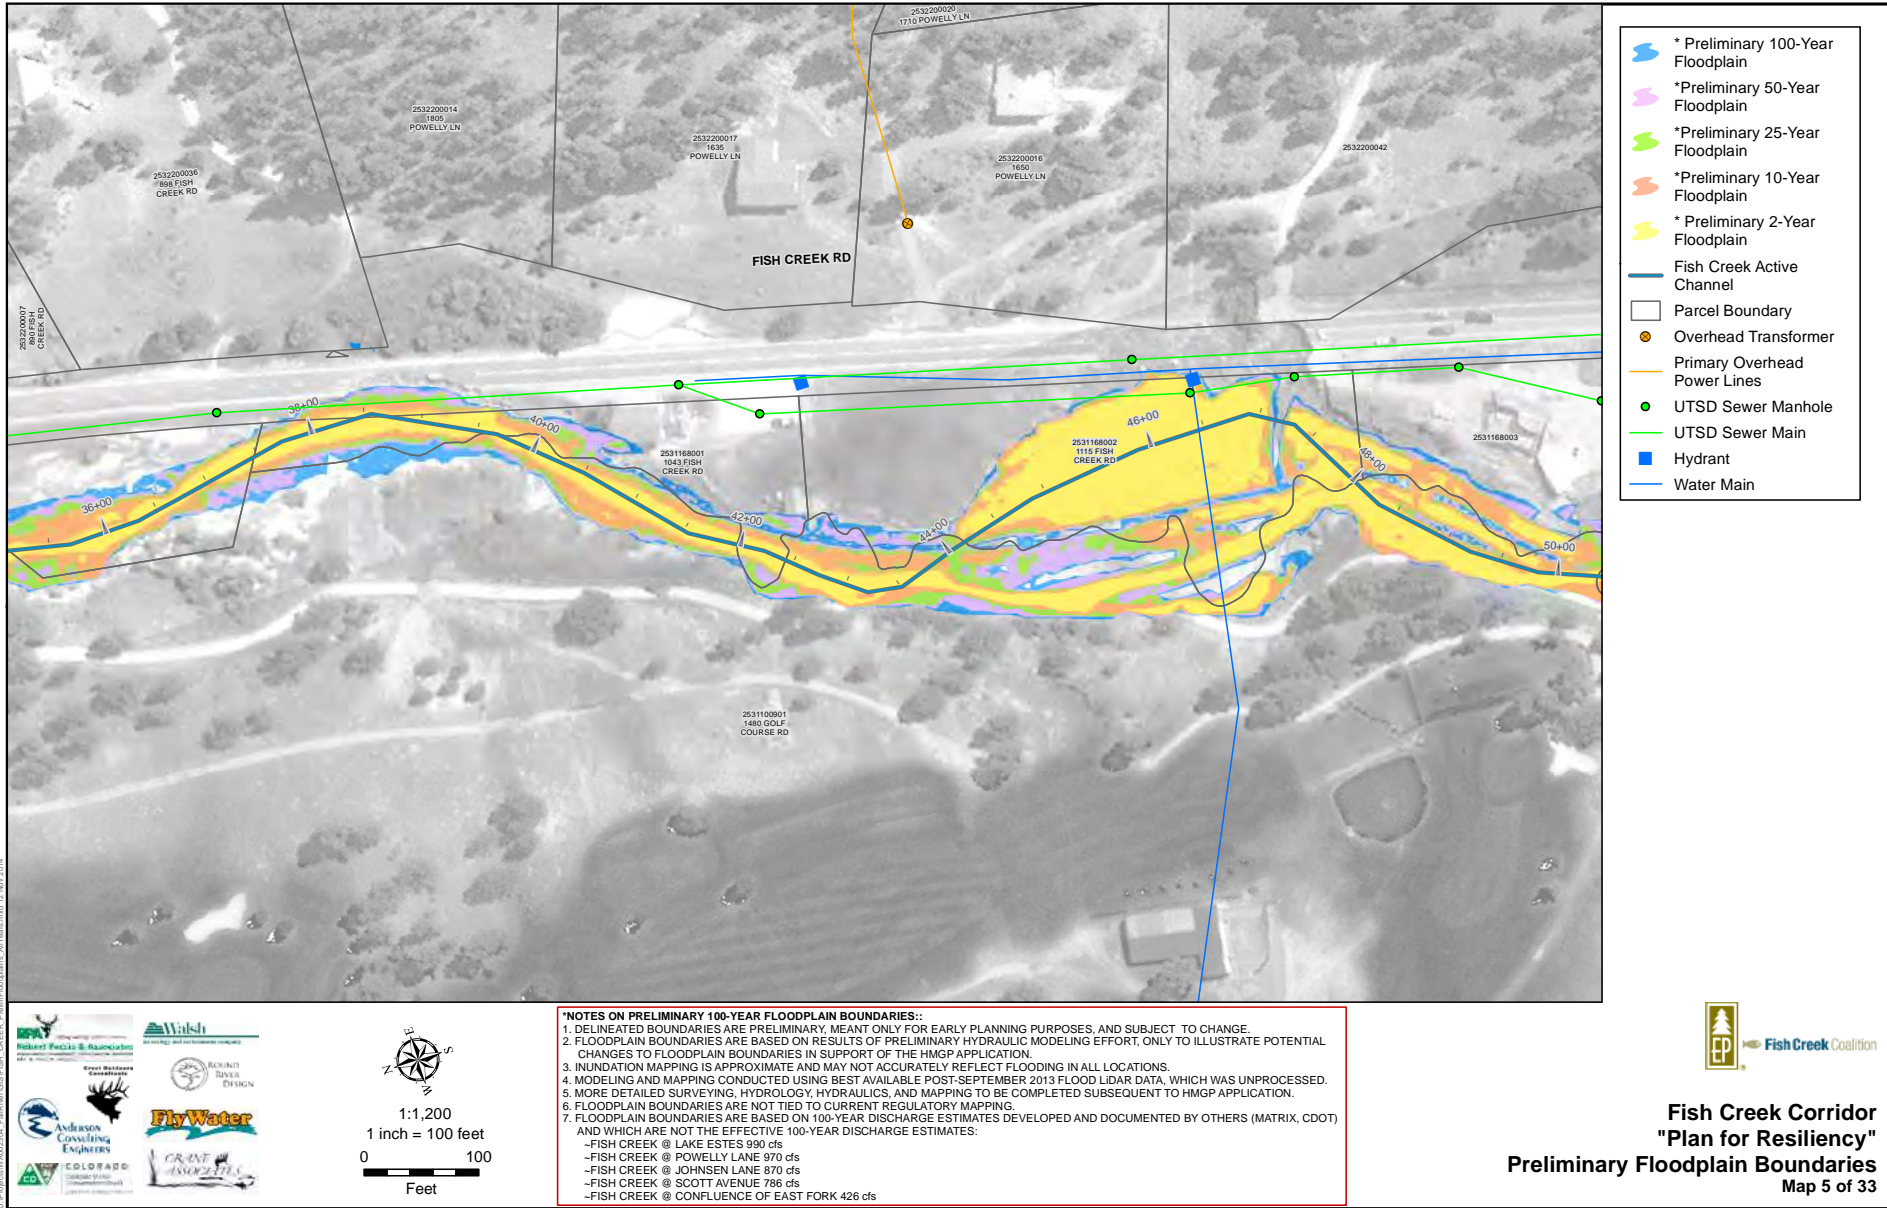 2532200020
1710 POWELLY LN
2532200014
1805
POWELLY LN
2532200017
1635
POWELLY LN
2532200016
1650
POWELLY LN
2532200042
2532200036
898 FISH
CREEK RD
2532200007
890 FISH
CREEK RD
FISH CREEK RD
36+00
38+00
40+00
42+00
44+00
46+00
48+00
50+00
2531168001
1043 FISH
CREEK RD
2531168002
1115 FISH
CREEK RD
2531168003
2531100901
1480 GOLF
COURSE RD
* Preliminary 100-Year
Floodplain
*Preliminary 50-Year
Floodplain
*Preliminary 25-Year
Floodplain
*Preliminary 10-Year
Floodplain
* Preliminary 2-Year
Floodplain
Fish Creek Active
Channel
Parcel Boundary
Overhead Transformer
Primary Overhead
Power Lines
UTSD Sewer Manhole
UTSD Sewer Main
Hydrant
Water Main
Walsh
Great Outdoors
Consultants
ROUND
RIVER
DESIGN
ANDERSON
CONSULTING
ENGINEERS
FlyWater
COLORADO
GRANT
ASSOCIATES
E
S
N
W
1:1,200
1 inch = 100 feet
0 100
Feet
*NOTES ON PRELIMINARY 100-YEAR FLOODPLAIN BOUNDARIES::
1. DELINEATED BOUNDARIES ARE PRELIMINARY, MEANT ONLY FOR EARLY PLANNING PURPOSES, AND SUBJECT TO CHANGE.
2. FLOODPLAIN BOUNDARIES ARE BASED ON RESULTS OF PRELIMINARY HYDRAULIC MODELING EFFORT, ONLY TO ILLUSTRATE POTENTIAL
CHANGES TO FLOODPLAIN BOUNDARIES IN SUPPORT OF THE HMGP APPLICATION.
3. INUNDATION MAPPING IS APPROXIMATE AND MAY NOT ACCURATELY REFLECT FLOODING IN ALL LOCATIONS.
4. MODELING AND MAPPING CONDUCTED USING BEST AVAILABLE POST-SEPTEMBER 2013 FLOOD LiDAR DATA, WHICH WAS UNPROCESSED.
5. MORE DETAILED SURVEYING, HYDROLOGY, HYDRAULICS, AND MAPPING TO BE COMPLETED SUBSEQUENT TO HMGP APPLICATION.
6. FLOODPLAIN BOUNDARIES ARE NOT TIED TO CURRENT REGULATORY MAPPING.
7. FLOODPLAIN BOUNDARIES ARE BASED ON 100-YEAR DISCHARGE ESTIMATES DEVELOPED AND DOCUMENTED BY OTHERS (MATRIX, CDOT)
AND WHICH ARE NOT THE EFFECTIVE 100-YEAR DISCHARGE ESTIMATES:
~FISH CREEK @ LAKE ESTES 990 cfs
~FISH CREEK @ POWELLY LANE 970 cfs
~FISH CREEK @ JOHNSEN LANE 870 cfs
~FISH CREEK @ SCOTT AVENUE 786 cfs
~FISH CREEK @ CONFLUENCE OF EAST FORK 426 cfs
EP
Fish Creek Coalition
Fish Creek Corridor
"Plan for Resiliency"
Preliminary Floodplain Boundaries
Map 5 of 33